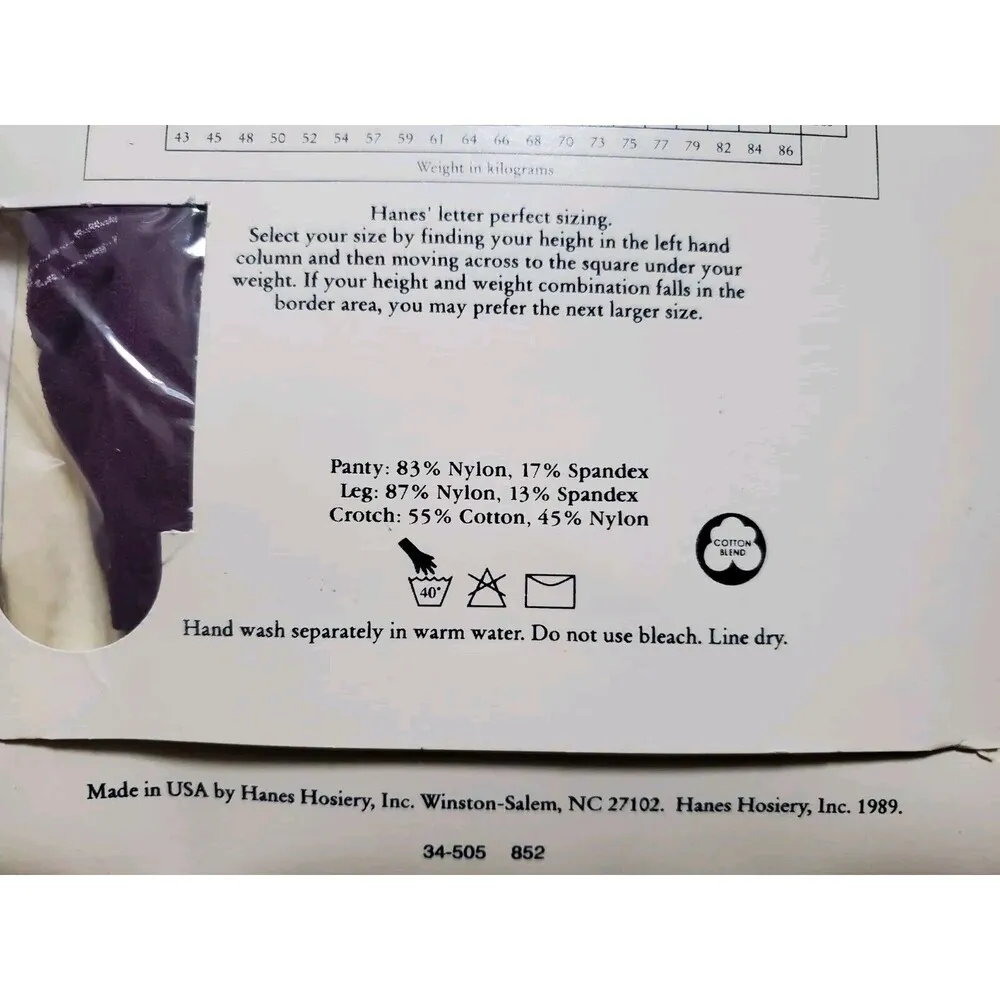 43 45 48 50 52 54 57 59 61 64 66 68 70 73 75 77 79 82 84 86
Weight in kilograms
Hanes' letter perfect sizing.
Select your size by finding your height in the left hand
column and then moving across to the square under your
weight. If your height and weight combination falls in the
border area, you may prefer the next larger size.
Panty: 83% Nylon, 17% Spandex
Leg: 87% Nylon, 13% Spandex
Crotch: 55% Cotton, 45% Nylon
COTTON
BLEND
40°
Hand wash separately in warm water. Do not use bleach. Line dry.
Made in USA by Hanes Hosiery, Inc. Winston-Salem, NC 27102. Hanes Hosiery, Inc. 1989.
34-505 852